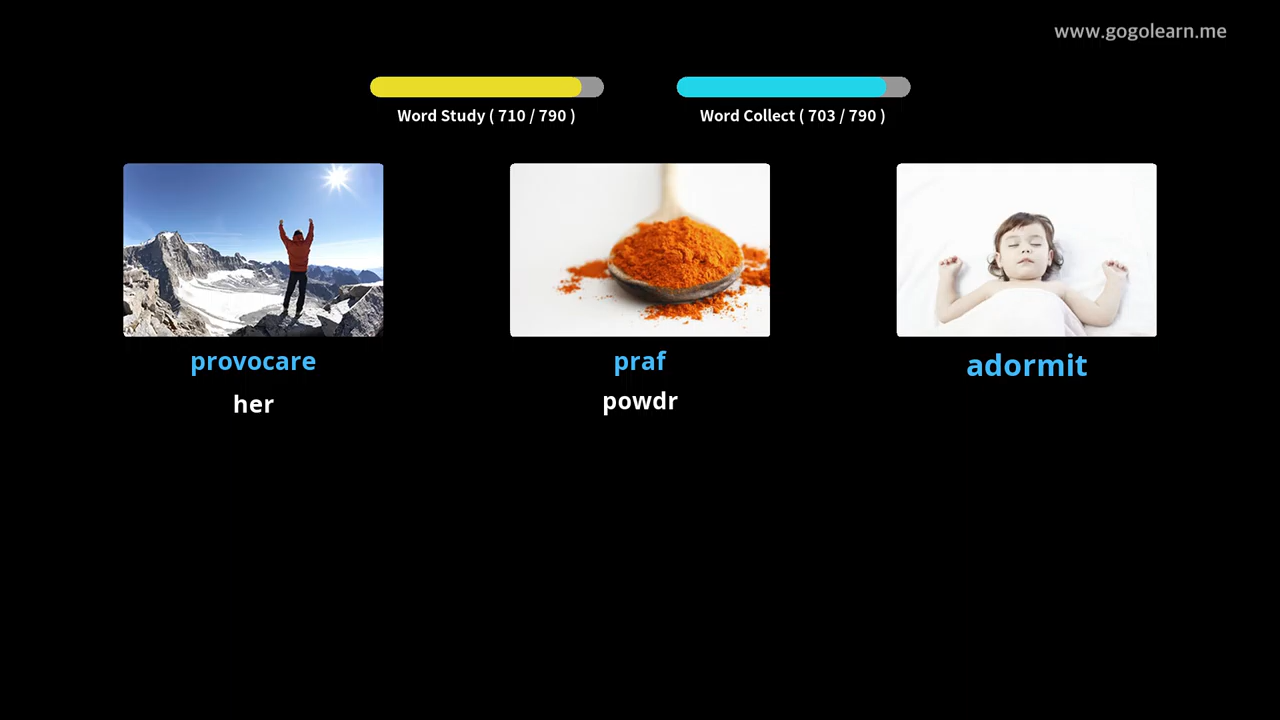 www.gogolearn.me
Word Study ( 710 / 790 )
Word Collect ( 703 / 790 )
provocare
praf
adormit
her
powdr